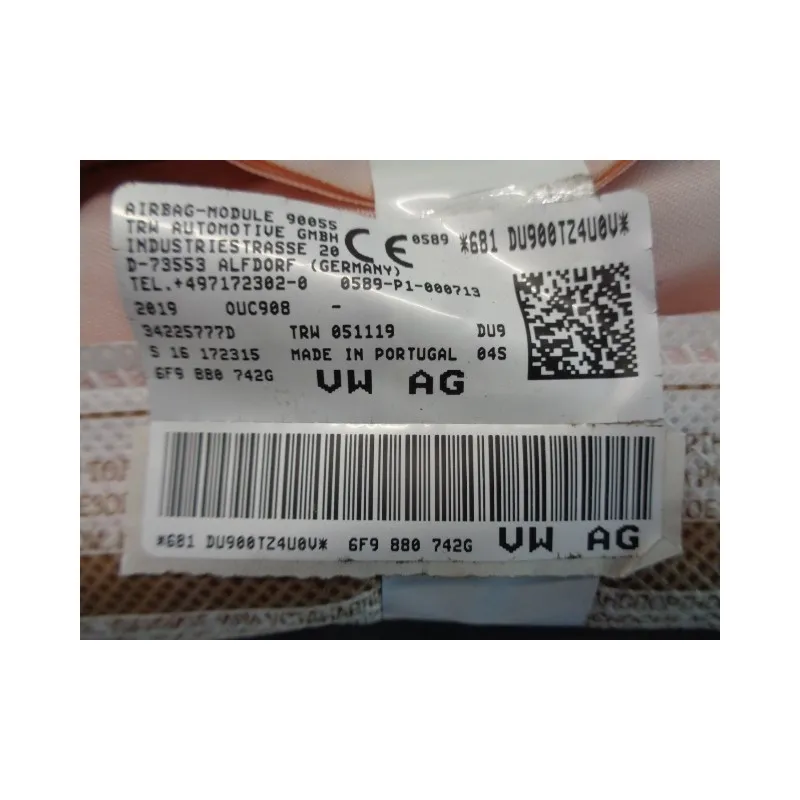 AIRBAG-MODULE 90055
TRW AUTOMOTIVE GMBH
INDUSTRIESTRASSE 20
D-73553 ALFDORF (GERMANY)
TEL.+497172302-0 0589-P1-000713
CE 0589
*681 DU900TZ4U0V*
2019 OUC908 -
34225777D TRW 051119 DU9
S 16 172315 MADE IN PORTUGAL 04S
6F9 880 742G VW AG
*681 DU900TZ4U0V* 6F9 880 742G VW AG